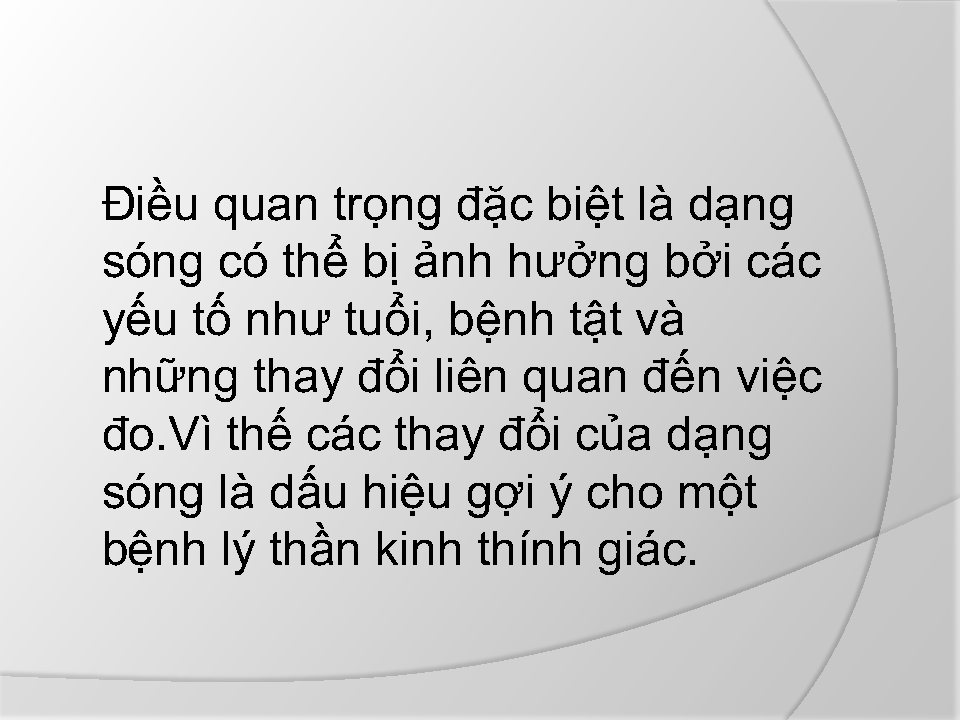 Điều quan trọng đặc biệt là dạng
sóng có thể bị ảnh hưởng bởi các
yếu tố như tuổi, bệnh tật và
những thay đổi liên quan đến việc
đo.Vì thế các thay đổi của dạng
sóng là dấu hiệu gợi ý cho một
bệnh lý thần kinh thính giác.